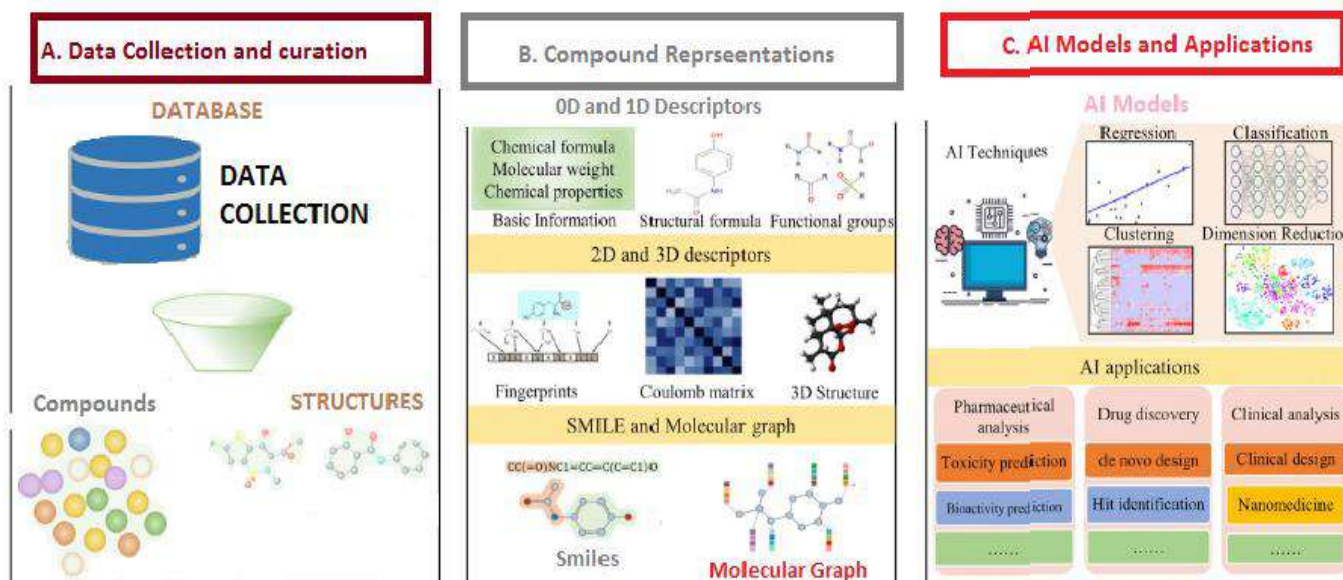 A. Data Collection and curation
DATABASE
DATA
COLLECTION
Compounds
STRUCTURES
B. Compound Reprseentations
0D and 1D Descriptors
Chemical formula
Molecular weight
Chemical properties
Basic Information
Structural formula
Functional groups
2D and 3D descriptors
Fingerprints
Coulomb matrix
3D Structure
SMILE and Molecular graph
CC(=O)NC1=CC=C(C=C1)O
Smiles
Molecular Graph
C. AI Models and Applications
AI Models
AI Techniques
Regression
Classification
Clustering
Dimension Reduction
AI applications
Pharmaceutical
analysis
Toxicity prediction
Bioactivity prediction
......
Drug discovery
de novo design
Hit identification
......
Clinical analysis
Clinical design
Nanomedicine
......